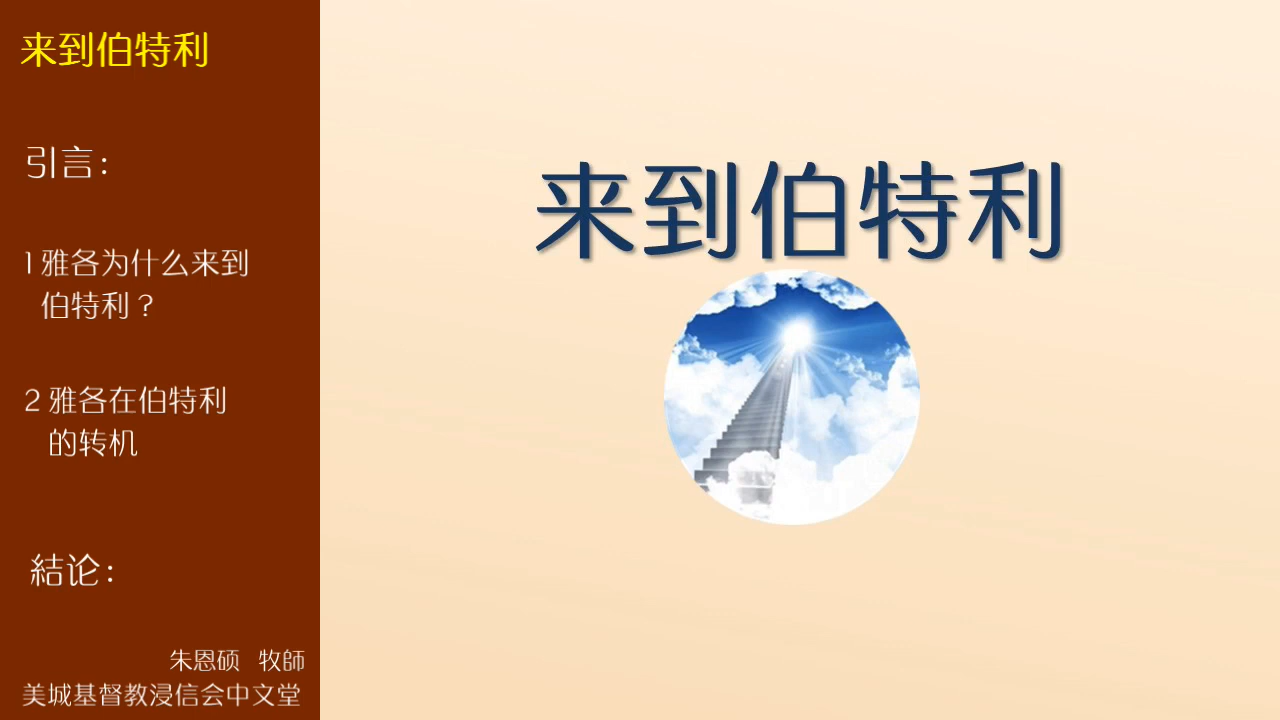 来到伯特利
引言：
1 雅各为什么来到
伯特利？
2 雅各在伯特利
的转机
結论：
朱恩硕 牧師
美城基督教浸信会中文堂
来到伯特利